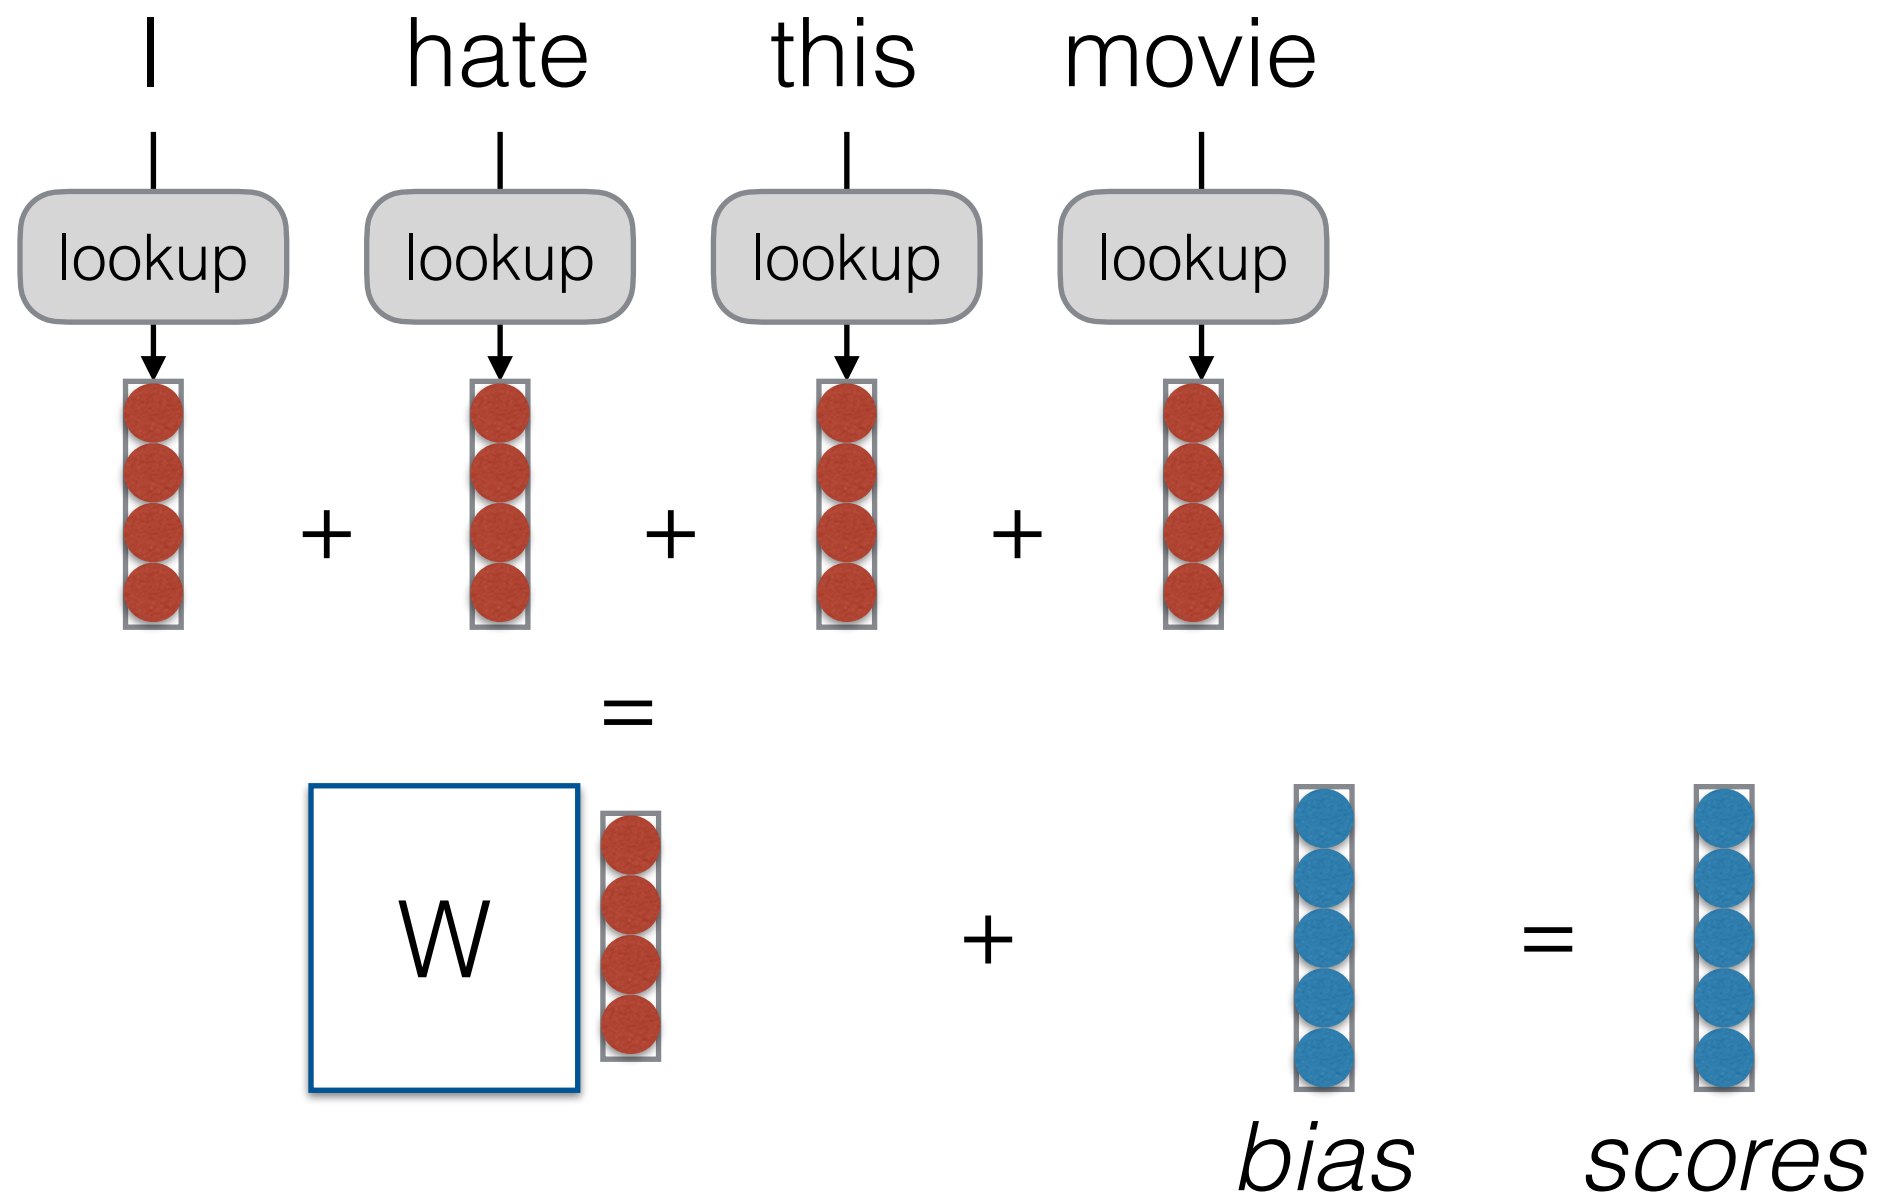 I hate this movie
lookup lookup lookup lookup
+ + +
=
W + =
bias scores